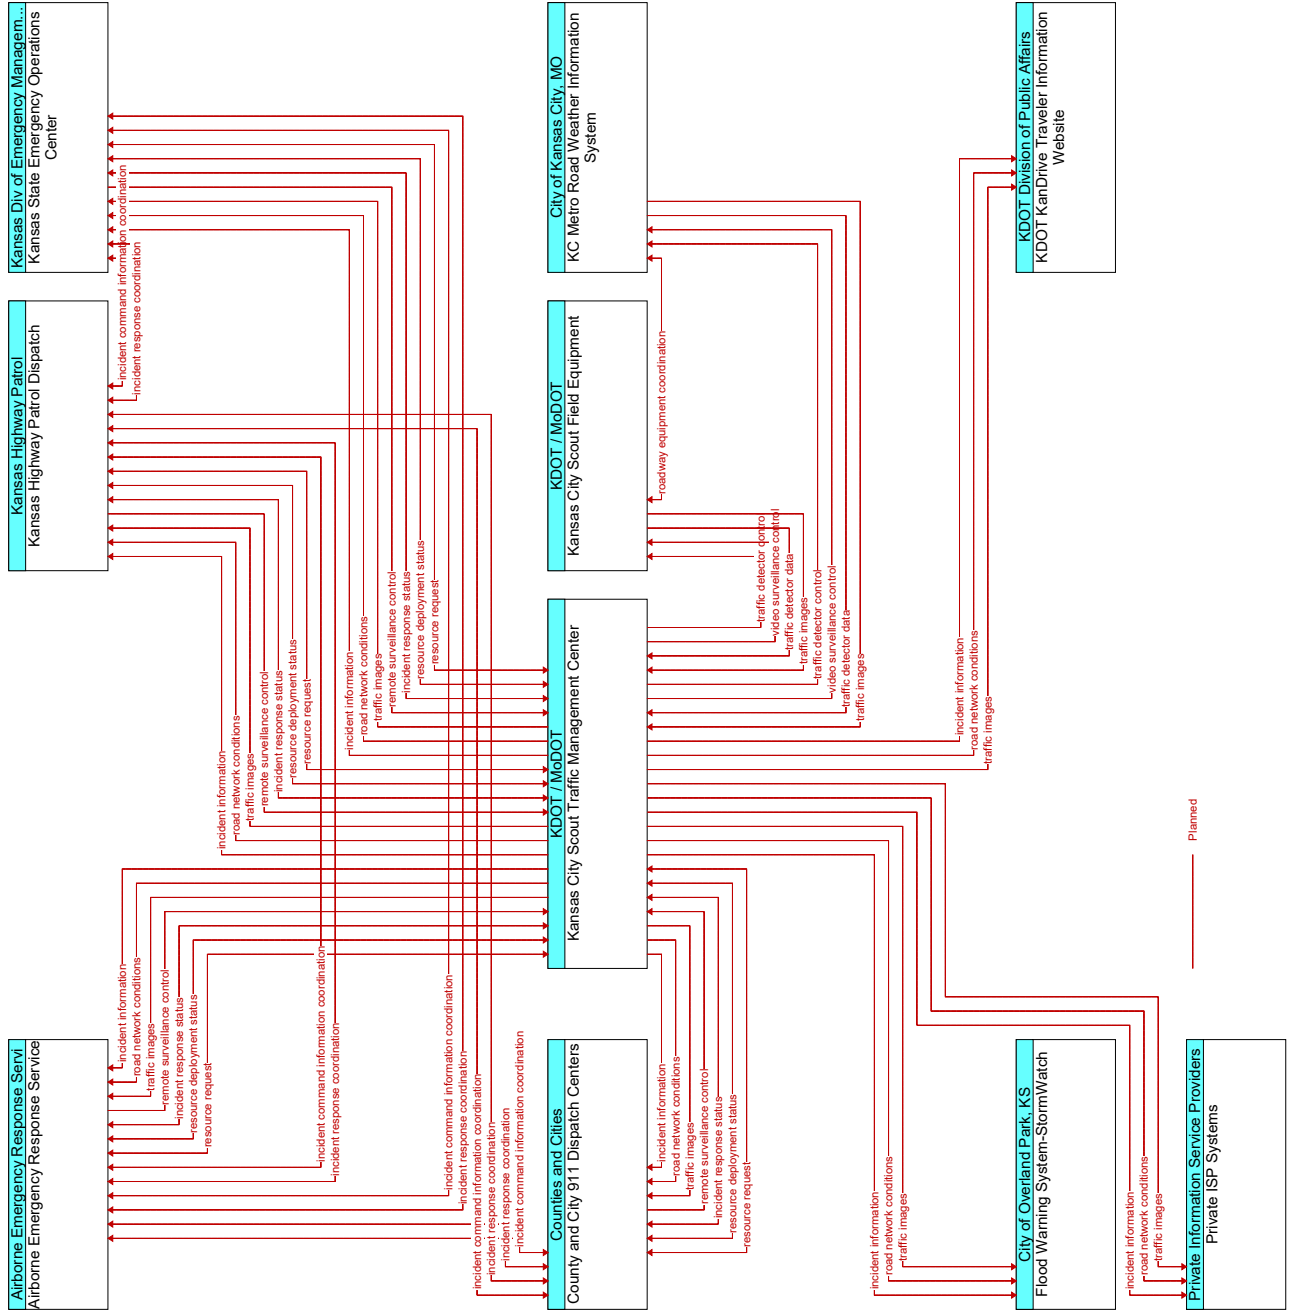 Kansas Div of Emergency Managem...
Kansas State Emergency Operations
Center
City of Kansas City, MO
KC Metro Road Weather Information
System
KDOT Division of Public Affairs
KDOT KanDrive Traveler Information
Website
Kansas Highway Patrol
Kansas Highway Patrol Dispatch
KDOT / MoDOT
Kansas City Scout Field Equipment
KDOT / MoDOT
Kansas City Scout Traffic Management Center
Airborne Emergency Response Servi
Airborne Emergency Response Service
Counties and Cities
County and City 911 Dispatch Centers
City of Overland Park, KS
Flood Warning System-StormWatch
Private Information Service Providers
Private ISP Systems
incident command information coordination
incident response coordination
roadway equipment coordination
traffic detector control
video surveillance control
traffic detector data
traffic images
traffic detector control
video surveillance control
traffic detector data
traffic images
incident information
road network conditions
traffic images
remote surveillance control
incident response status
resource deployment status
resource request
incident information
road network conditions
traffic images
remote surveillance control
incident response status
resource deployment status
resource request
incident information
road network conditions
traffic images
Planned
incident information
road network conditions
traffic images
remote surveillance control
incident response status
resource deployment status
resource request
incident command information coordination
incident response coordination
incident command information coordination
incident response coordination
incident command information coordination
incident response coordination
incident response coordination
incident command information coordination
incident information
road network conditions
traffic images
remote surveillance control
incident response status
resource deployment status
resource request
incident information
road network conditions
traffic images
incident information
road network conditions
traffic images